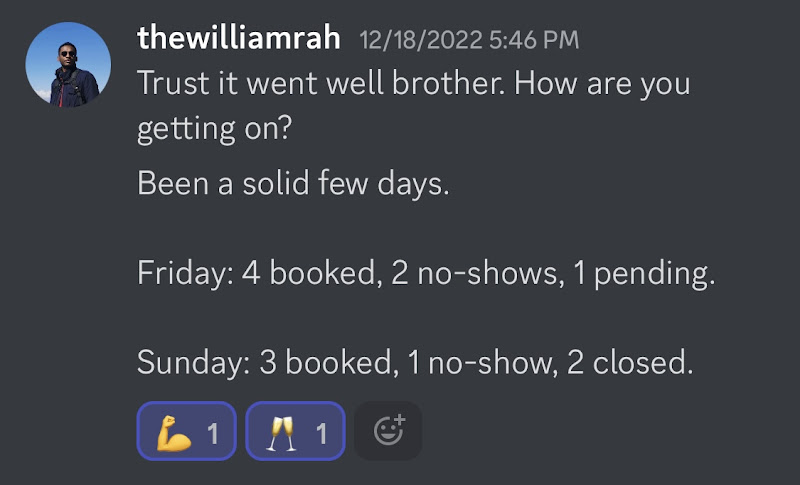 thewilliamrah 12/18/2022 5:46 PM
Trust it went well brother. How are you
getting on?
Been a solid few days.
Friday: 4 booked, 2 no-shows, 1 pending.
Sunday: 3 booked, 1 no-show, 2 closed.
💪 1 🥂 1